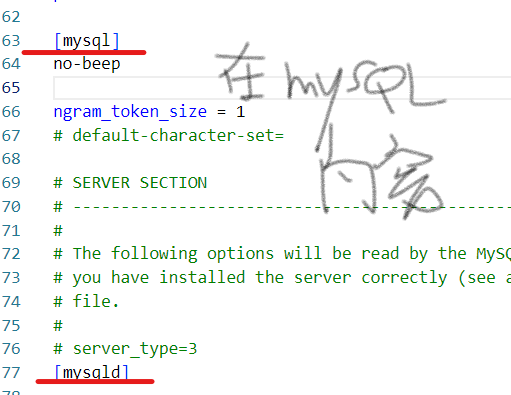 62
63 [mysql]
64 no-beep
65
66 ngram_token_size = 1
67 # default-character-set=
68
69 # SERVER SECTION
70 # ----------------------------------------------
71 #
72 # The following options will be read by the MySQ
73 # you have installed the server correctly (see a
74 # file.
75 #
76 # server_type=3
77 [mysqld]
78
在mySQL
内容